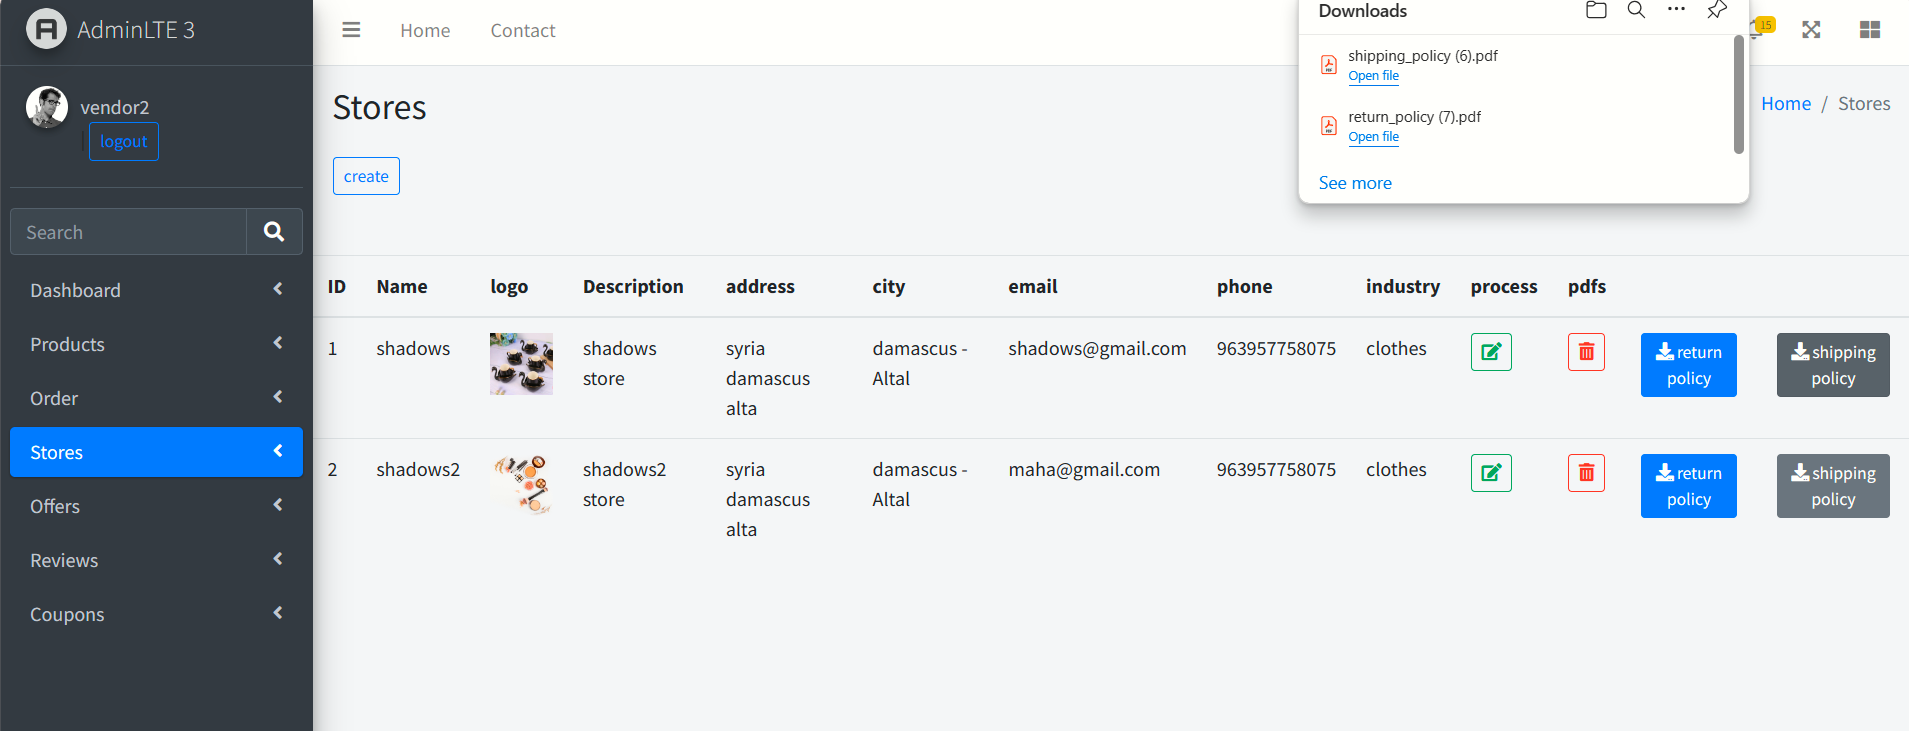 AdminLTE 3
Home
Contact
Downloads
shipping_policy (6).pdf
Open file
return_policy (7).pdf
Open file
See more
15
vendor2
logout
Stores
Home / Stores
create
Search
Dashboard
Products
Order
Stores
Offers
Reviews
Coupons
ID Name logo Description address city email phone industry process pdfs
1 shadows shadows syria damascus - shadows@gmail.com 963957758075 clothes return shipping
store damascus Altal policy policy
alta
2 shadows2 shadows2 syria damascus - maha@gmail.com 963957758075 clothes return shipping
store damascus Altal policy policy
alta